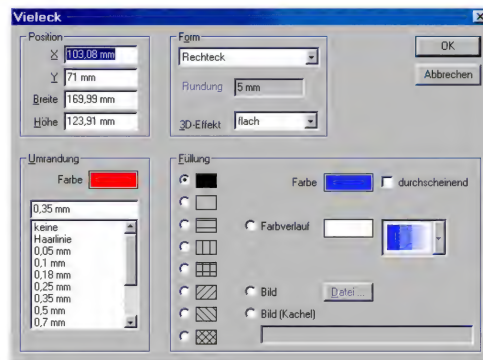 Vieleck
Position
X 103,08 mm
Y 71 mm
Breite 169,99 mm
Höhe 123,91 mm
Form
Rechteck
Rundung 5 mm
3D-Effekt flach
OK
Abbrechen
Umrandung
Farbe
0,35 mm
keine
Haarlinie
0.05 mm
0,1 mm
0,18 mm
0,25 mm
0,35 mm
0,5 mm
0,7 mm
Füllung
Farbe durchscheinend
Farbverlauf
Bild Datei ...
Bild (Kachel)